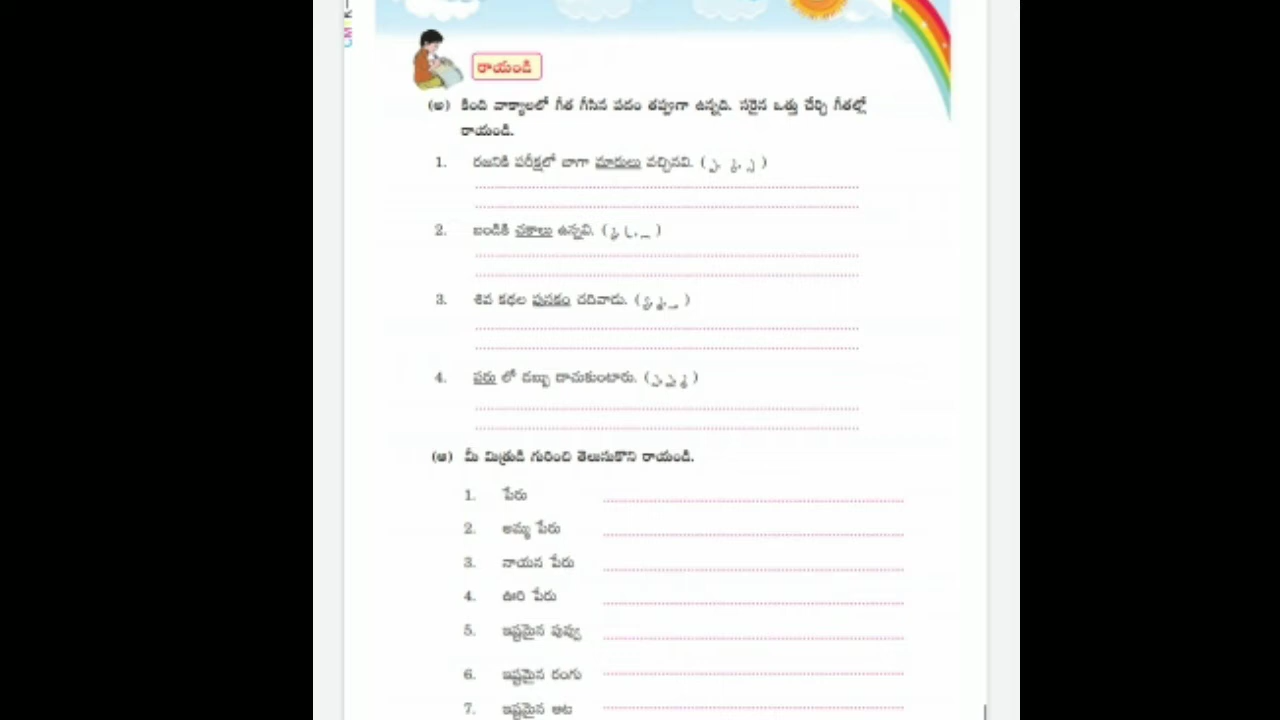 రాయండి
(అ) కింది వాక్యాలలో గీత గీసిన పదం తప్పుగా ఉన్నది. సరైన ఒత్తు చేర్చి గీతల్లో
రాయండి.
1. రజనికి పరీక్షలో బాగా మారులు వచ్చినవి.
2. బండికి చకాలు ఉన్నవి.
3. శివ కథల పుసకం చదివాడు.
4. పరు లో డబ్బు దాచుకుంటారు.
(ఆ) మీ మిత్రుడి గురించి తెలుసుకొని రాయండి.
1. పేరు
2. అమ్మ పేరు
3. నాయన పేరు
4. ఊరి పేరు
5. ఇష్టమైన పువ్వు
6. ఇష్టమైన రంగు
7. ఇష్టమైన ఆట